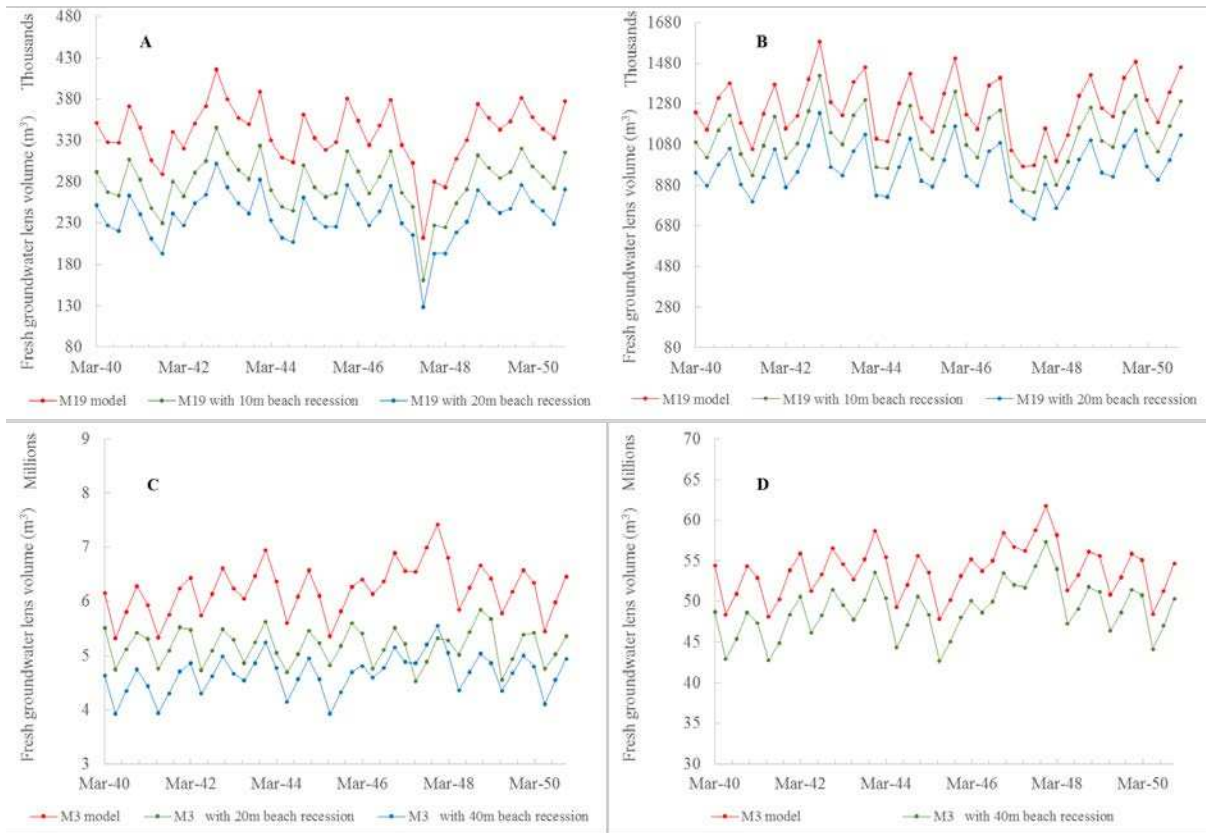 Thousands
Fresh groundwater lens volume (m³)
A
480
430
380
330
280
230
180
130
80
Mar-40 Mar-42 Mar-44 Mar-46 Mar-48 Mar-50
M19 model M19 with 10m beach recession M19 with 20m beach recession
Thousands
Fresh groundwater lens volume (m³)
B
1680
1480
1280
1080
880
680
480
280
80
Mar-40 Mar-42 Mar-44 Mar-46 Mar-48 Mar-50
M19 model M19 with 10m beach recession M19 with 20m beach recession
Millions
Fresh groundwater lens volume (m³)
C
9
8
7
6
5
4
3
Mar-40 Mar-42 Mar-44 Mar-46 Mar-48 Mar-50
M3 model M3 with 20m beach recession M3 with 40m beach recession
Millions
Fresh groundwater lens volume (m³)
D
70
65
60
55
50
45
40
35
30
Mar-40 Mar-42 Mar-44 Mar-46 Mar-48 Mar-50
M3 model M3 with 40m beach recession